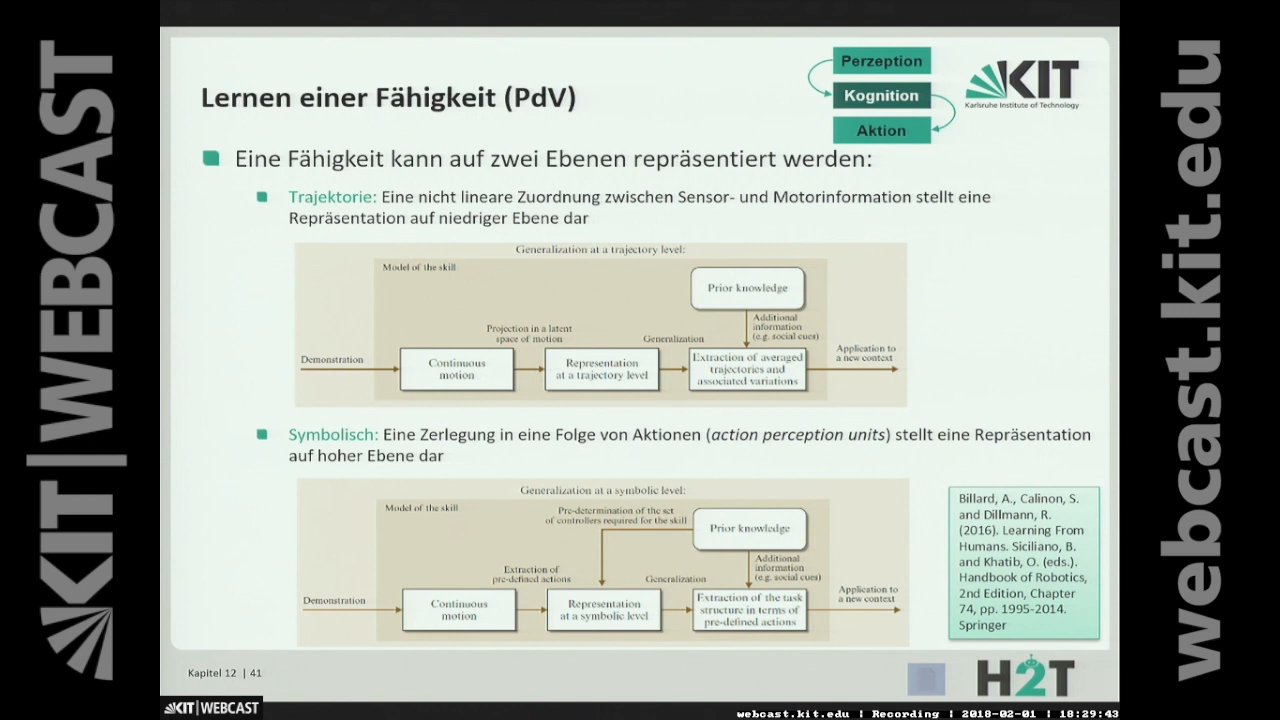 KIT | WEBCAST
Perzeption
Kognition
Aktion
KIT
Karlsruhe Institute of Technology
Lernen einer Fähigkeit (PdV)
Eine Fähigkeit kann auf zwei Ebenen repräsentiert werden:
Trajektorie: Eine nicht lineare Zuordnung zwischen Sensor- und Motorinformation stellt eine
Repräsentation auf niedriger Ebene dar
Generalization at a trajectory level:
Model of the skill
Prior knowledge
Additional
information
(e.g. social cues)
Projection in a latent
space of motion
Generalization
Application to
a new context
Demonstration
Continuous
motion
Representation
at a trajectory level
Extraction of averaged
trajectories and
associated variations
Symbolisch: Eine Zerlegung in eine Folge von Aktionen (action perception units) stellt eine Repräsentation
auf hoher Ebene dar
Generalization at a symbolic level:
Model of the skill
Pre-determination of the set
of controllers required for the skill
Prior knowledge
Additional
information
(e.g. social cues)
Extraction of
pre-defined actions
Generalization
Application to
a new context
Demonstration
Continuous
motion
Representation
at a symbolic level
Extraction of the task
structure in terms of
pre-defined actions
Billard, A., Calinon, S.
and Dillmann, R.
(2016). Learning From
Humans. Siciliano, B.
and Khatib, O. (eds.).
Handbook of Robotics,
2nd Edition, Chapter
74, pp. 1995-2014.
Springer
Kapitel 12 | 41
H2T
KIT | WEBCAST
webcast.kit.edu | Recording | 2018-02-01 | 18:29:43
webcast.kit.edu